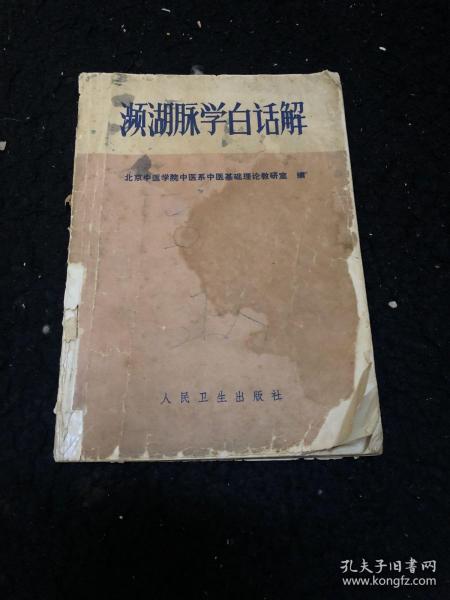 濒湖脉学白话解
北京中医学院中医系中医基础理论教研室 编
人民卫生出版社
孔夫子旧书网
www.kongfz.com